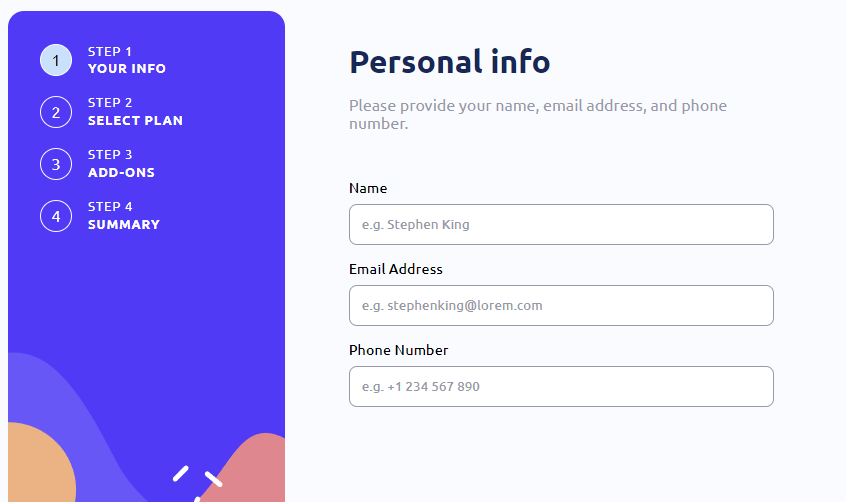 1
STEP 1
YOUR INFO
2
STEP 2
SELECT PLAN
3
STEP 3
ADD-ONS
4
STEP 4
SUMMARY
Personal info
Please provide your name, email address, and phone
number.
Name
e.g. Stephen King
Email Address
e.g. stephenking@lorem.com
Phone Number
e.g. +1 234 567 890